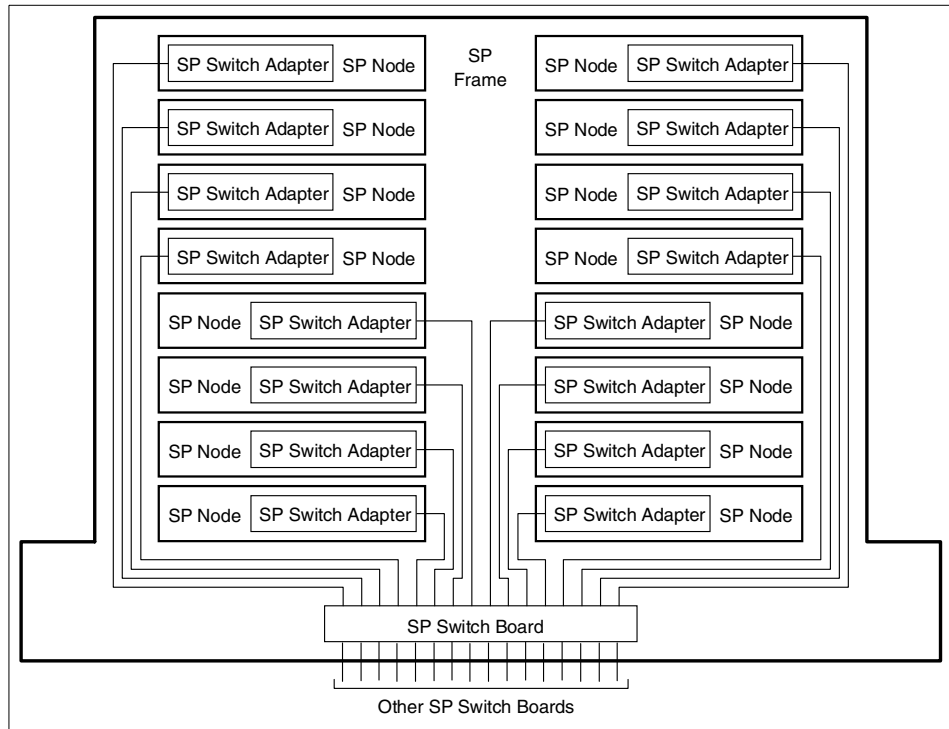 SP Switch Adapter SP Node
SP Frame
SP Node SP Switch Adapter
SP Switch Adapter SP Node
SP Node SP Switch Adapter
SP Switch Adapter SP Node
SP Node SP Switch Adapter
SP Switch Adapter SP Node
SP Node SP Switch Adapter
SP Node SP Switch Adapter
SP Switch Adapter SP Node
SP Node SP Switch Adapter
SP Switch Adapter SP Node
SP Node SP Switch Adapter
SP Switch Adapter SP Node
SP Node SP Switch Adapter
SP Switch Adapter SP Node
SP Switch Board
Other SP Switch Boards